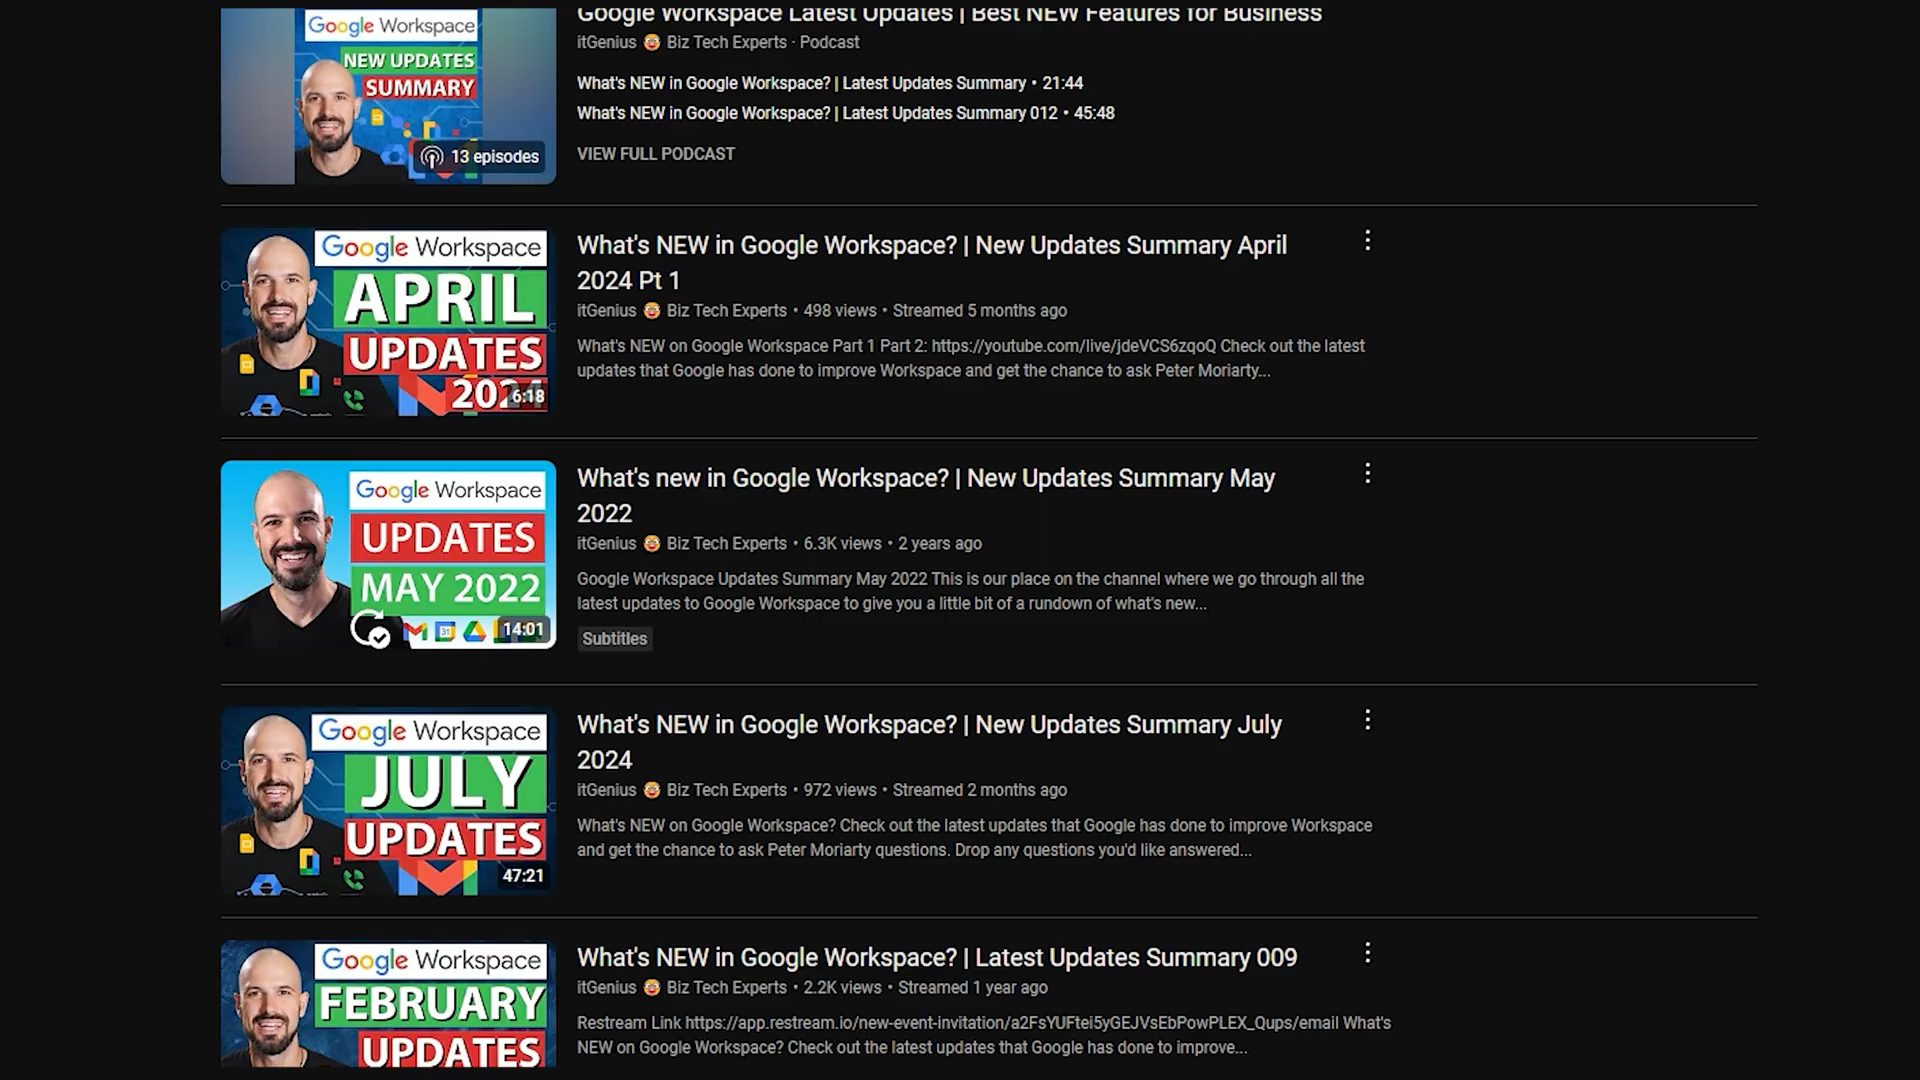 Google Workspace Latest Updates | Best NEW Features for Business
itGenius 🤓 Biz Tech Experts · Podcast
What's NEW in Google Workspace? | Latest Updates Summary • 21:44
What's NEW in Google Workspace? | Latest Updates Summary 012 • 45:48
VIEW FULL PODCAST
Google Workspace
NEW UPDATES
SUMMARY
13 episodes
What's NEW in Google Workspace? | New Updates Summary April
2024 Pt 1
itGenius 🤓 Biz Tech Experts • 498 views • Streamed 5 months ago
What's NEW on Google Workspace Part 1 Part 2: https://youtube.com/live/jdeVCS6zqoQ Check out the latest
updates that Google has done to improve Workspace and get the chance to ask Peter Moriarty...
Google Workspace
APRIL
UPDATES
2024
6:18
What's new in Google Workspace? | New Updates Summary May
2022
itGenius 🤓 Biz Tech Experts • 6.3K views • 2 years ago
Google Workspace Updates Summary May 2022 This is our place on the channel where we go through all the
latest updates to Google Workspace to give you a little bit of a rundown of what's new...
Subtitles
Google Workspace
UPDATES
MAY 2022
31
14:01
What's NEW in Google Workspace? | New Updates Summary July
2024
itGenius 🤓 Biz Tech Experts • 972 views • Streamed 2 months ago
What's NEW on Google Workspace? Check out the latest updates that Google has done to improve Workspace
and get the chance to ask Peter Moriarty questions. Drop any questions you'd like answered...
Google Workspace
JULY
UPDATES
47:21
What's NEW in Google Workspace? | Latest Updates Summary 009
itGenius 🤓 Biz Tech Experts • 2.2K views • Streamed 1 year ago
Restream Link https://app.restream.io/new-event-invitation/a2FsYUFtei5yGEJVsEbPowPLEX_Qups/email What's
NEW on Google Workspace? Check out the latest updates that Google has done to improve...
Google Workspace
FEBRUARY
UPDATES